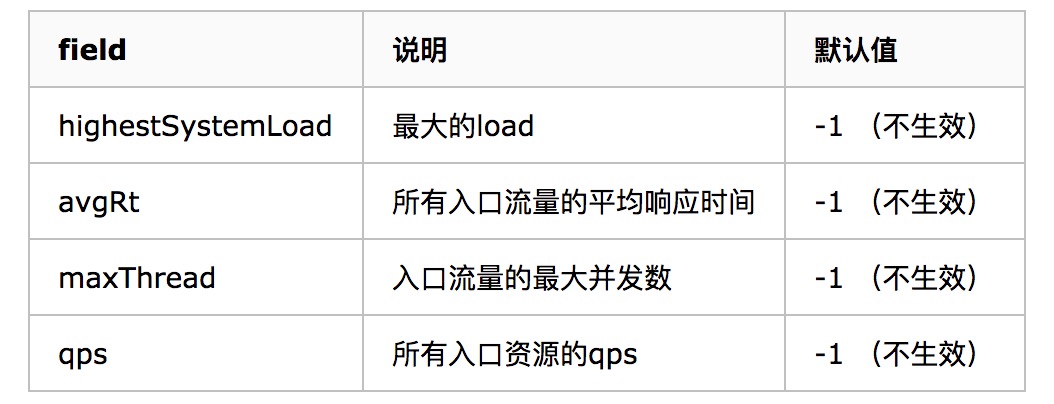 field 说明 默认值
highestSystemLoad 最大的load -1 （不生效）
avgRt 所有入口流量的平均响应时间 -1 （不生效）
maxThread 入口流量的最大并发数 -1 （不生效）
qps 所有入口资源的qps -1 （不生效）